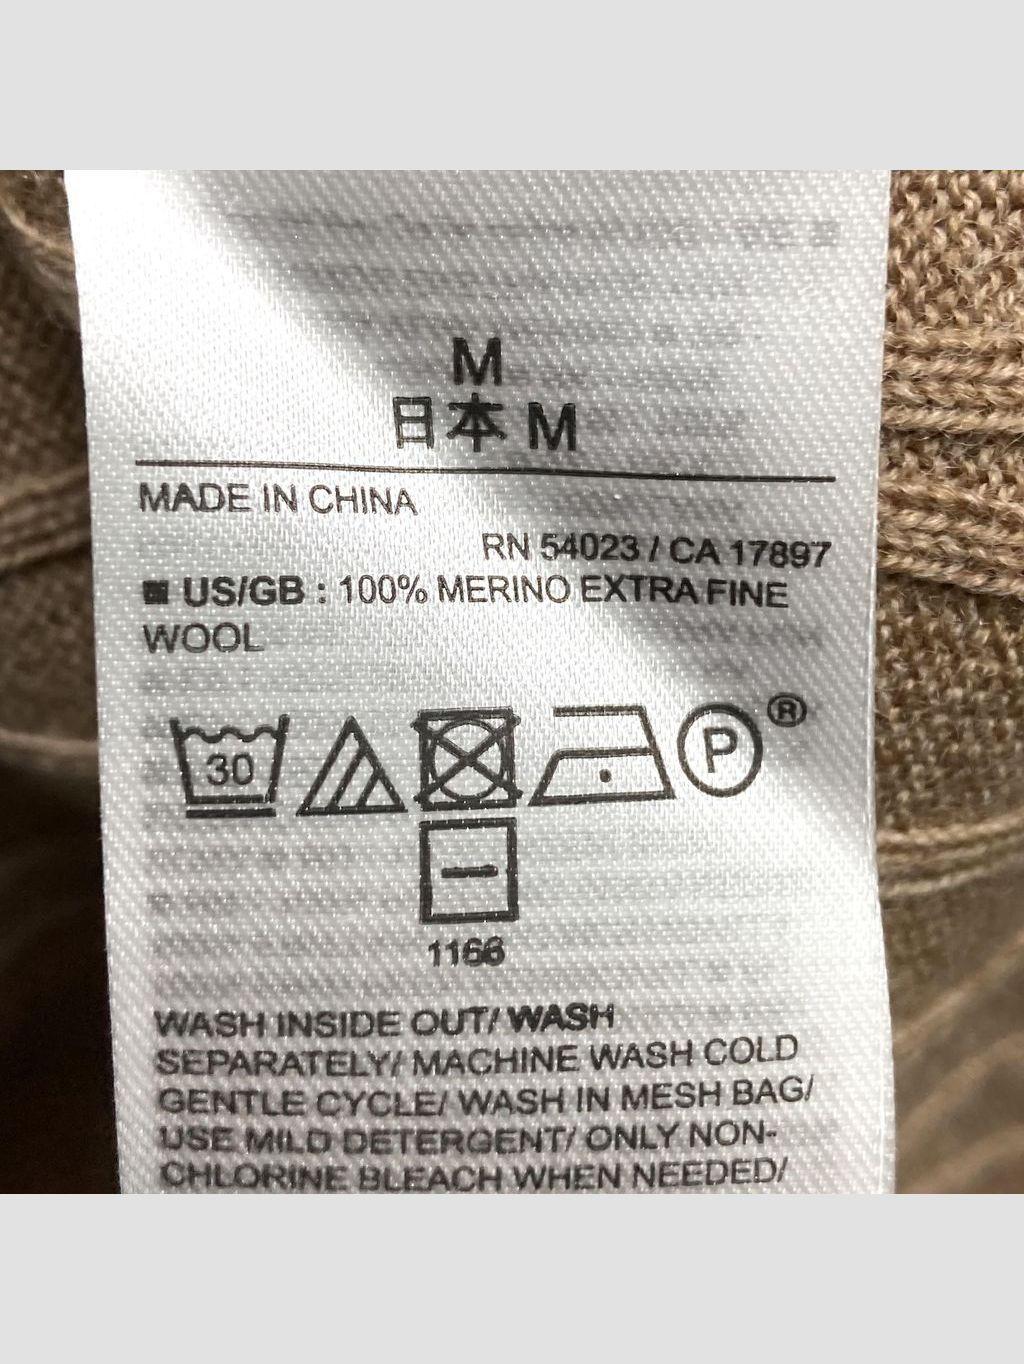 M
日本 M
MADE IN CHINA
RN 54023 / CA 17897
US/GB : 100% MERINO EXTRA FINE
WOOL
30
P
®
1166
WASH INSIDE OUT/ WASH
SEPARATELY/ MACHINE WASH COLD
GENTLE CYCLE/ WASH IN MESH BAG/
USE MILD DETERGENT/ ONLY NON-
CHLORINE BLEACH WHEN NEEDED/